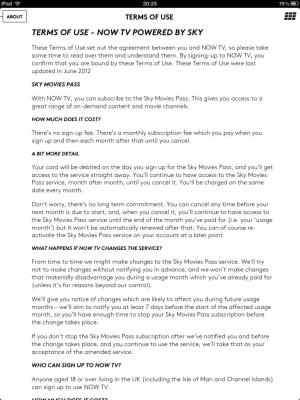 iPad
20:25
75%
ABOUT
TERMS OF USE
TERMS OF USE - NOW TV POWERED BY SKY
These Terms of Use set out the agreement between you and NOW TV, so please
take some time to read them over and understand them. By signing-up to NOW TV, you
confirm that you are bound by these Terms of Use. These Terms of Use were last
updated in June 2012
SKY MOVIES PASS
With NOW TV, you can subscribe to the Sky Movies Pass. This gives you access to a
great range of on-demand content and movie channels.
HOW MUCH DOES IT COST?
There's no sign-up fee. There's a monthly subscription fee which you pay when you
sign up and then each month after that until you cancel.
A BIT MORE DETAIL
Your card will be debited on the day you sign up for the Sky Movies Pass, and you'll get
access to the service straight away. You'll continue to have access to the Sky Movies
Pass service, month after month, until you cancel it. You'll be charged on the same
date every month.
Don't worry, there's no long term commitment. You can cancel any time before your
next month is due to start, and, when you cancel it, you'll continue to have access to
the Sky Movies Pass service until the end of the month you've paid for (i.e. your 'usage
month') but it won't be automatically renewed after that. You can of course re-
activate the Sky Movies Pass service on your account at a later point.
WHAT HAPPENS IF NOW TV CHANGES THE SERVICE?
From time to time we might make changes to the Sky Movies Pass service. We'll try
not to make changes without notifying you in advance, and we won't make changes
that materially disadvantage you during a usage month which you've already paid for
(unless it's for reasons beyond our control).
We'll give you notice of changes which are likely to affect you during future usage
months – we'll aim to notify you at least 7 days before the start of the affected usage
month, so you'll have enough time to stop your Sky Movies Pass subscription before
the change takes place.
If you don't stop the Sky Movies Pass subscription after we've notified you and before
the change takes place, and you continue to use the service, we'll take that as your
acceptance of the amended service.
WHO CAN SIGN UP TO NOW TV?
Anyone aged 18 or over living in the UK (including the Isle of Man and Channel Islands)
can sign up to use NOW TV.
HOW MUCH DOES IT COST?